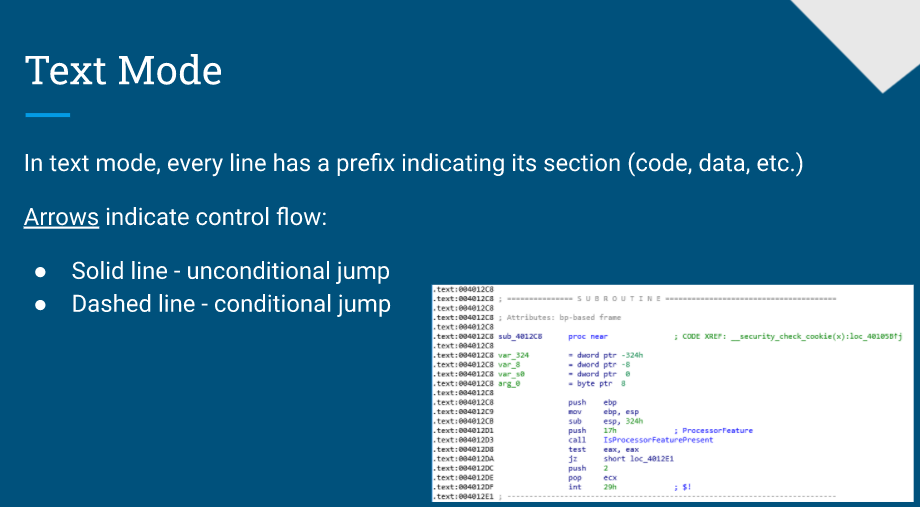 Text Mode
In text mode, every line has a prefix indicating its section (code, data, etc.)
Arrows indicate control flow:
● Solid line - unconditional jump
● Dashed line - conditional jump
.text:004012C8
.text:004012C8 ; =============== S U B R O U T I N E =======================================
.text:004012C8
.text:004012C8 ; Attributes: bp-based frame
.text:004012C8
.text:004012C8 sub_4012C8 proc near ; CODE XREF: __security_check_cookie(x):loc_40105B↑j
.text:004012C8
.text:004012C8 var_324 = dword ptr -324h
.text:004012C8 var_8 = dword ptr -8
.text:004012C8 var_s0 = dword ptr 0
.text:004012C8 arg_0 = byte ptr 8
.text:004012C8
.text:004012C8 push ebp
.text:004012C9 mov ebp, esp
.text:004012CB sub esp, 324h
.text:004012D1 push 17h ; ProcessorFeature
.text:004012D3 call IsProcessorFeaturePresent
.text:004012D8 test eax, eax
.text:004012DA jz short loc_4012E1
.text:004012DC push 2
.text:004012DE pop ecx
.text:004012DF int 29h ; $!
.text:004012E1 ; ---------------------------------------------------------------------------